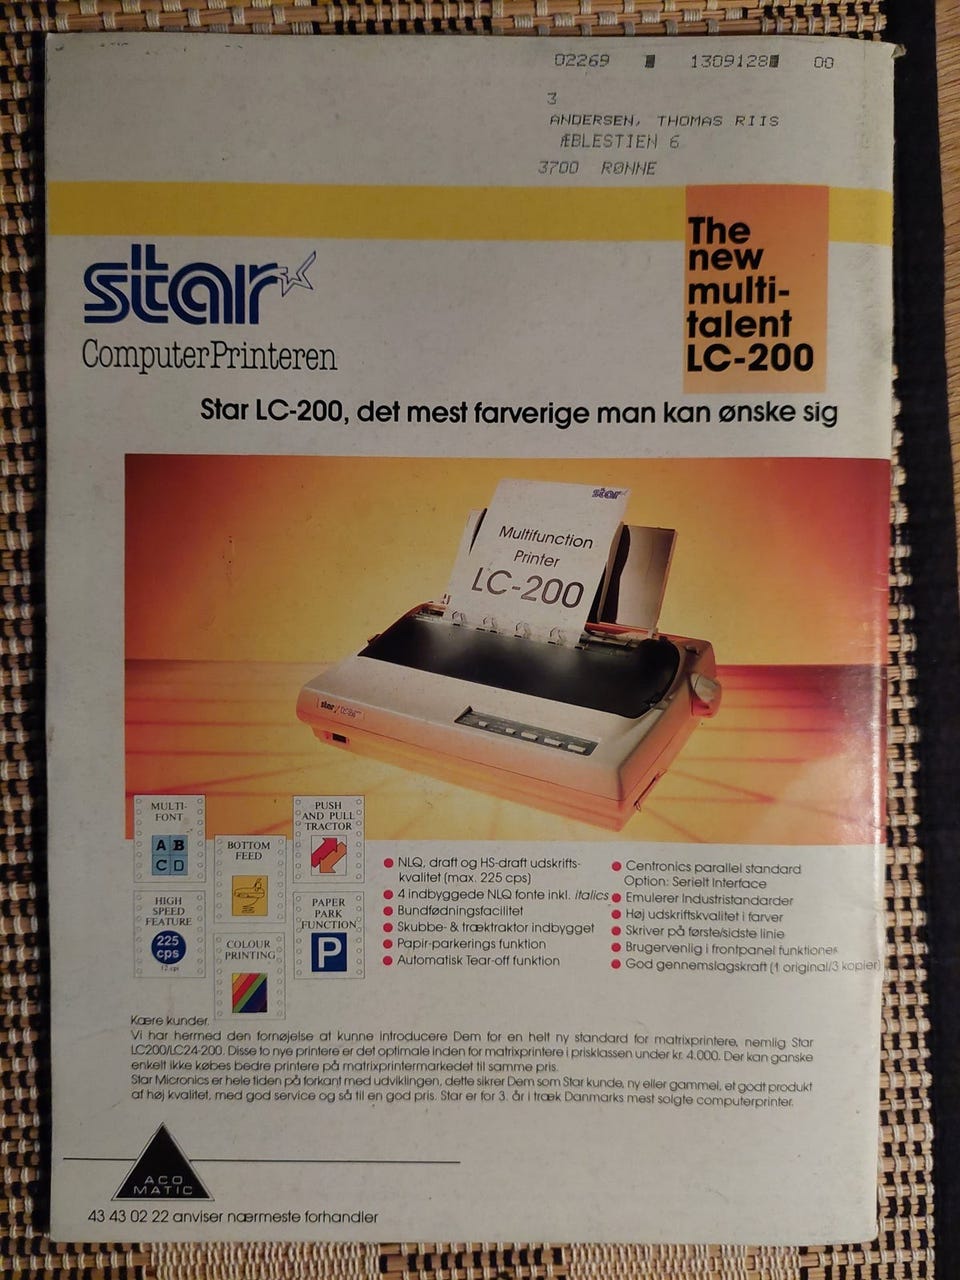 02269 1309128 00
3
ANDERSEN, THOMAS RIIS
ÆBLESTIEN 6
3700 RØNNE
The
new
multi-
talent
LC-200
star
ComputerPrinteren
Star LC-200, det mest farverige man kan ønske sig
star
Multifunction
Printer
LC-200
star
MULTI-
FONT
A B
C D
BOTTOM
FEED
PUSH
AND PULL
TRACTOR
HIGH
SPEED
FEATURE
225
cps
12 cpi
COLOUR
PRINTING
PAPER
PARK
FUNCTION
P
NLQ, draft og HS-draft udskrifts-
kvalitet (max. 225 cps)
4 indbyggede NLQ fonte inkl. italics
Bundfødningsfacilitet
Skubbe- & træktraktor indbygget
Papir-parkerings funktion
Automatisk Tear-off funktion
Centronics parallel standard
Option: Serielt Interface
Emulerer Industristandarder
Høj udskriftskvalitet i farver
Skriver på første/sidste linie
Brugervenlig i frontpanel funktioner
God gennemslagskraft (1 original/3 kopier)
Kære kunder.
Vi har hermed den fornøjelse at kunne introducere Dem for en helt ny standard for matrixprintere, nemlig Star
LC200/LC24-200. Disse to nye printere er det optimale inden for matrixprintere i prisklassen under kr. 4.000. Der kan ganske
enkelt ikke købes bedre printere på matrixprintermarkedet til samme pris.
Star Micronics er hele tiden på forkant med udviklingen, dette sikrer Dem som Star kunde, ny eller gammel, et godt produkt
af høj kvalitet, med god service og så til en god pris. Star er for 3. år i træk Danmarks mest solgte computerprinter.
ACO
MATIC
43 43 02 22 anviser nærmeste forhandler